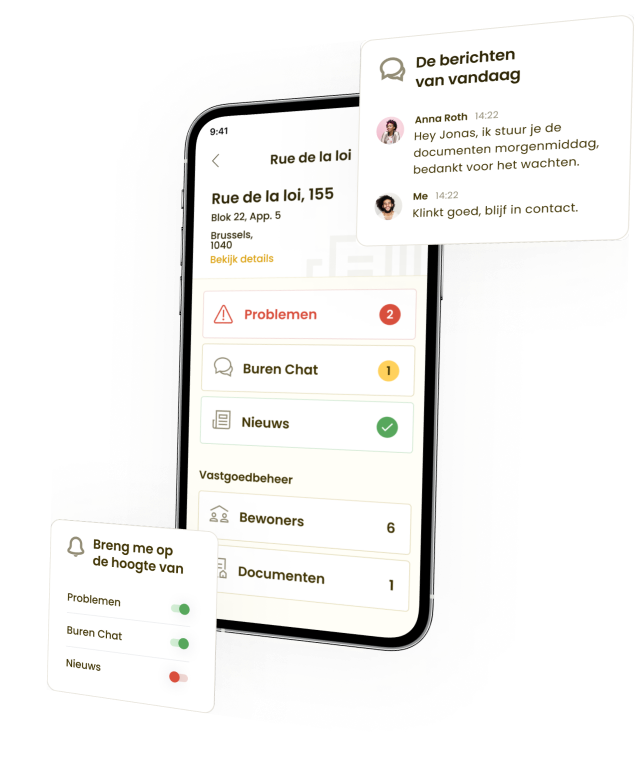 De berichten
van vandaag
Anna Roth 14:22
Hey Jonas, ik stuur je de
documenten morgenmiddag,
bedankt voor het wachten.
Me 14:22
Klinkt goed, blijf in contact.
9:41
Rue de la loi
Rue de la loi, 155
Blok 22, App. 5
Brussels,
1040
Bekijk details
Problemen 2
Buren Chat 1
Nieuws
Vastgoedbeheer
Bewoners 6
Documenten 1
Breng me op
de hoogte van
Problemen
Buren Chat
Nieuws